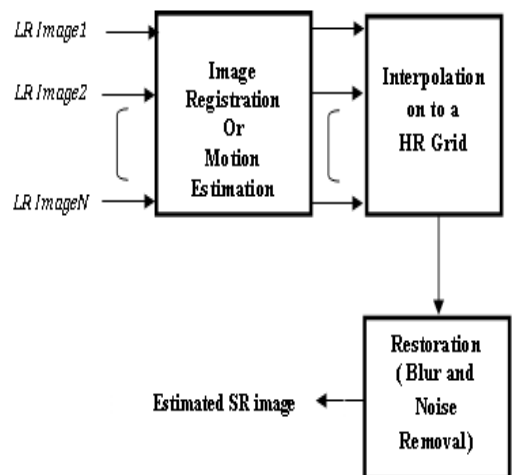 LR Image1
LR Image2
LR ImageN
Image
Registration
Or
Motion
Estimation
Interpolation
on to a
HR Grid
Restoration
( Blur and
Noise
Removal)
Estimated SR image